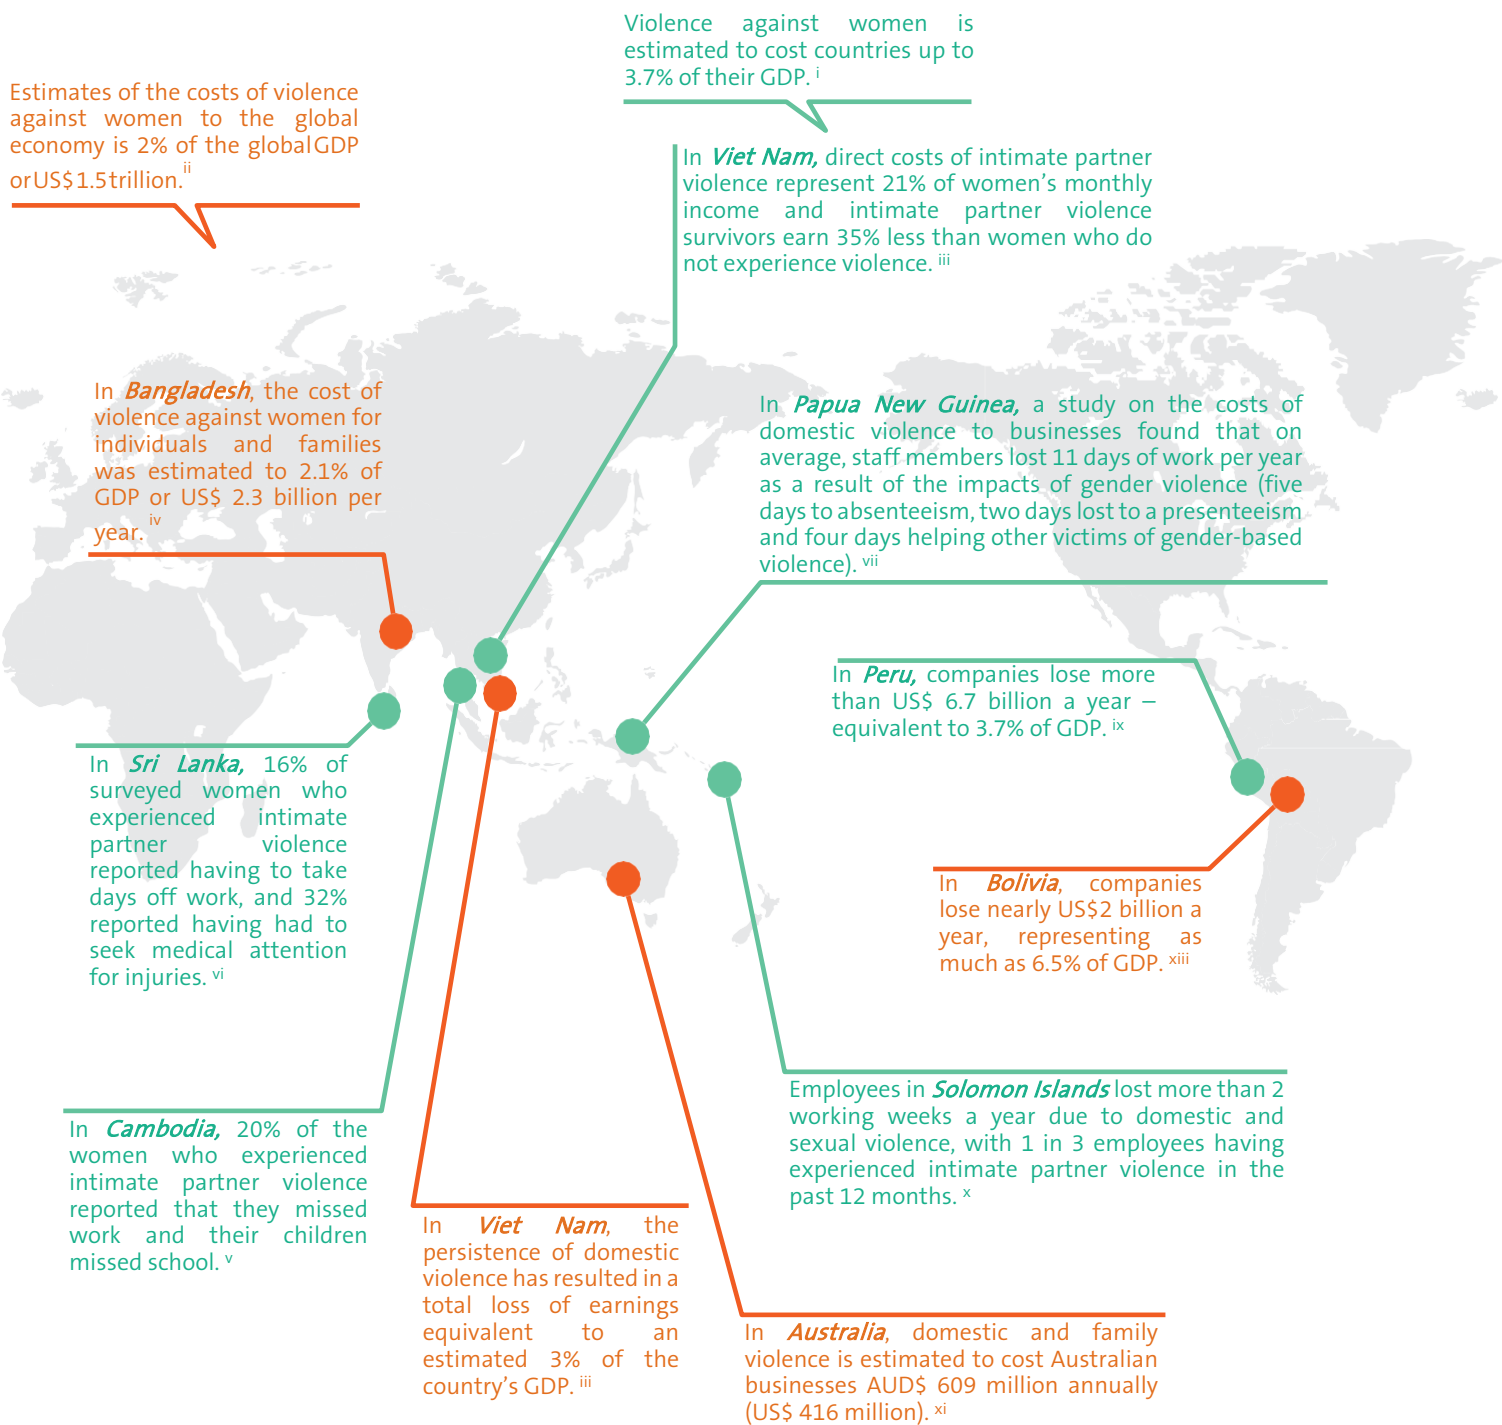 Violence against women is
estimated to cost countries up to
3.7% of their GDP. i
Estimates of the costs of violence
against women to the global
economy is 2% of the global GDP
or US$ 1.5 trillion. ii
In Viet Nam, direct costs of intimate partner
violence represent 21% of women's monthly
income and intimate partner violence
survivors earn 35% less than women who do
not experience violence. iii
In Bangladesh, the cost of
violence against women for
individuals and families
was estimated to 2.1% of
GDP or US$ 2.3 billion per
year. iv
In Papua New Guinea, a study on the costs of
domestic violence to businesses found that on
average, staff members lost 11 days of work per year
as a result of the impacts of gender violence (five
days to absenteeism, two days lost to a presenteeism
and four days helping other victims of gender-based
violence). vii
In Peru, companies lose more
than US$ 6.7 billion a year –
equivalent to 3.7% of GDP. ix
In Sri Lanka, 16% of
surveyed women who
experienced intimate
partner violence
reported having to take
days off work, and 32%
reported having had to
seek medical attention
for injuries. vi
In Bolivia, companies
lose nearly US$2 billion a
year, representing as
much as 6.5% of GDP. xiii
Employees in Solomon Islands lost more than 2
working weeks a year due to domestic and
sexual violence, with 1 in 3 employees having
experienced intimate partner violence in the
past 12 months. x
In Cambodia, 20% of the
women who experienced
intimate partner violence
reported that they missed
work and their children
missed school. v
In Viet Nam, the
persistence of domestic
violence has resulted in a
total loss of earnings
equivalent to an
estimated 3% of the
country's GDP. iii
In Australia, domestic and family
violence is estimated to cost Australian
businesses AUD$ 609 million annually
(US$ 416 million). xi